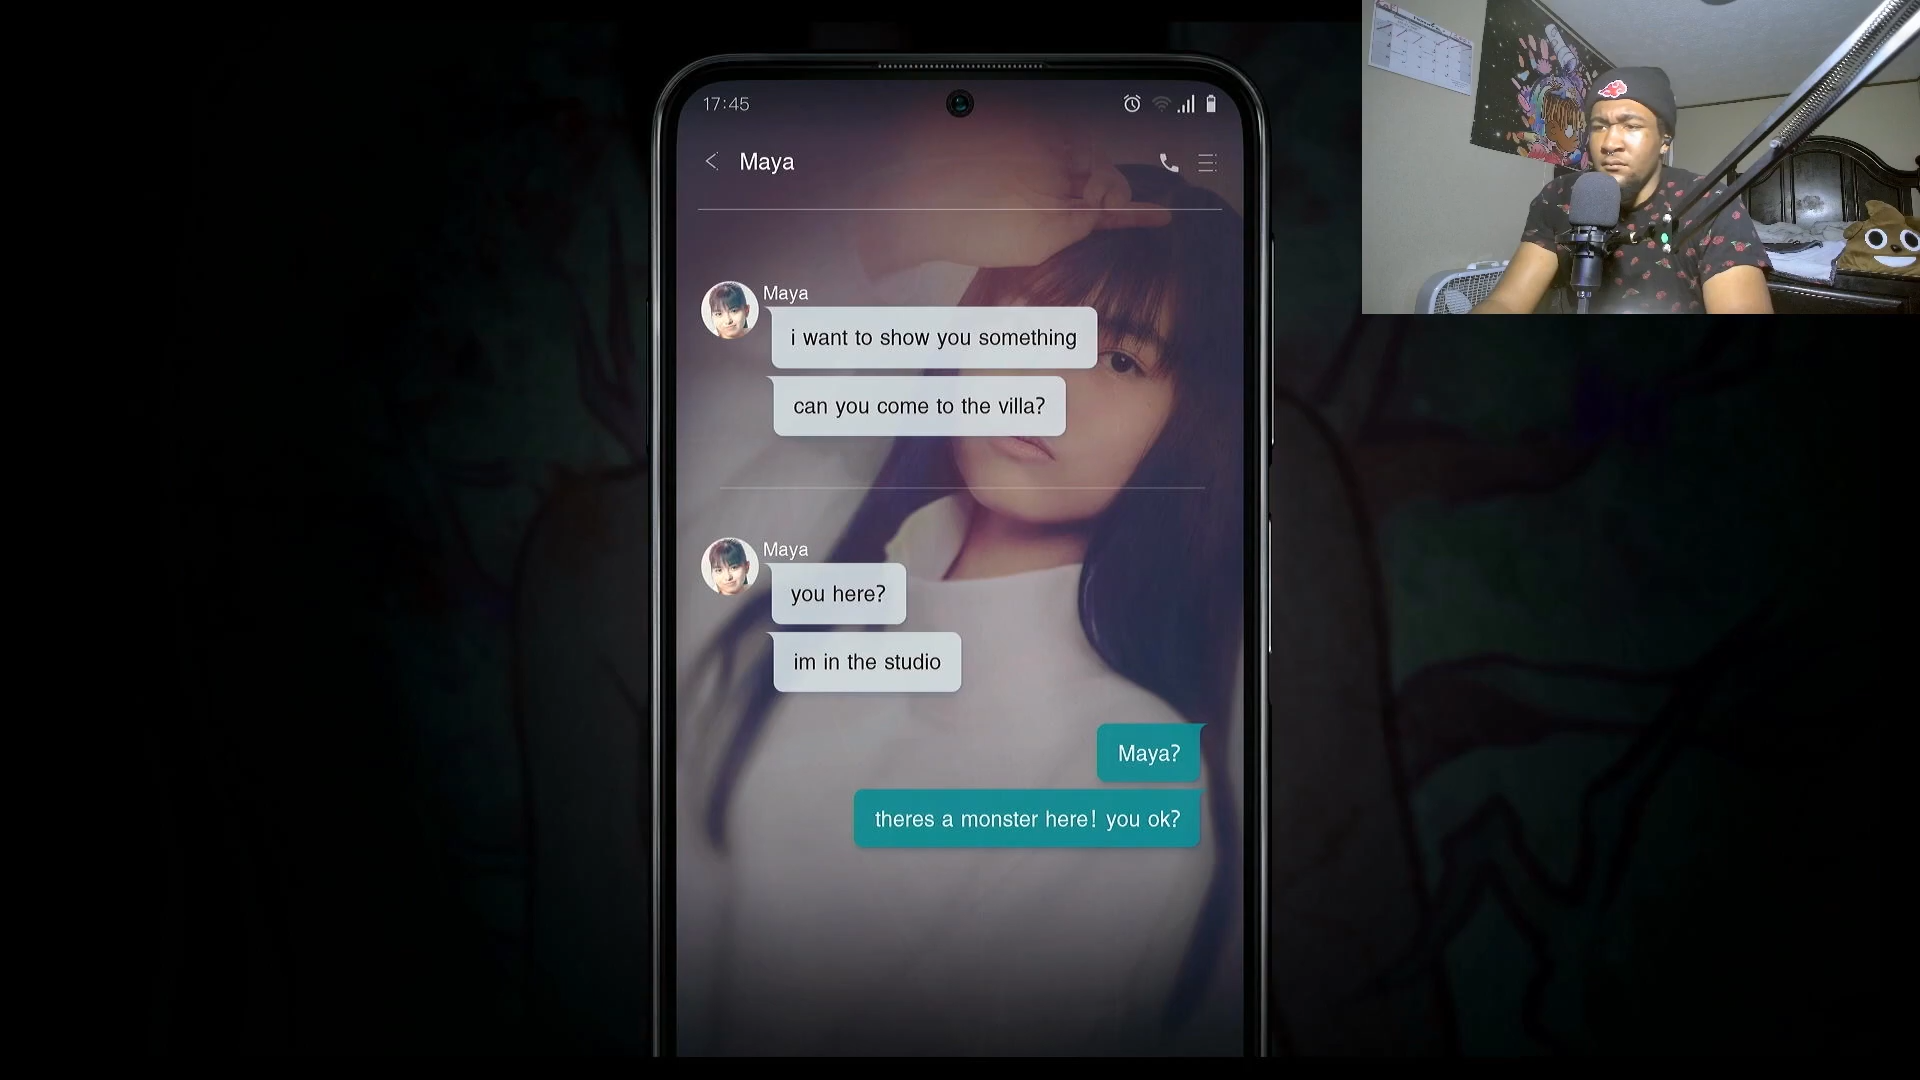 17:45
Maya
Maya
i want to show you something
can you come to the villa?
Maya
you here?
im in the studio
Maya?
theres a monster here! you ok?